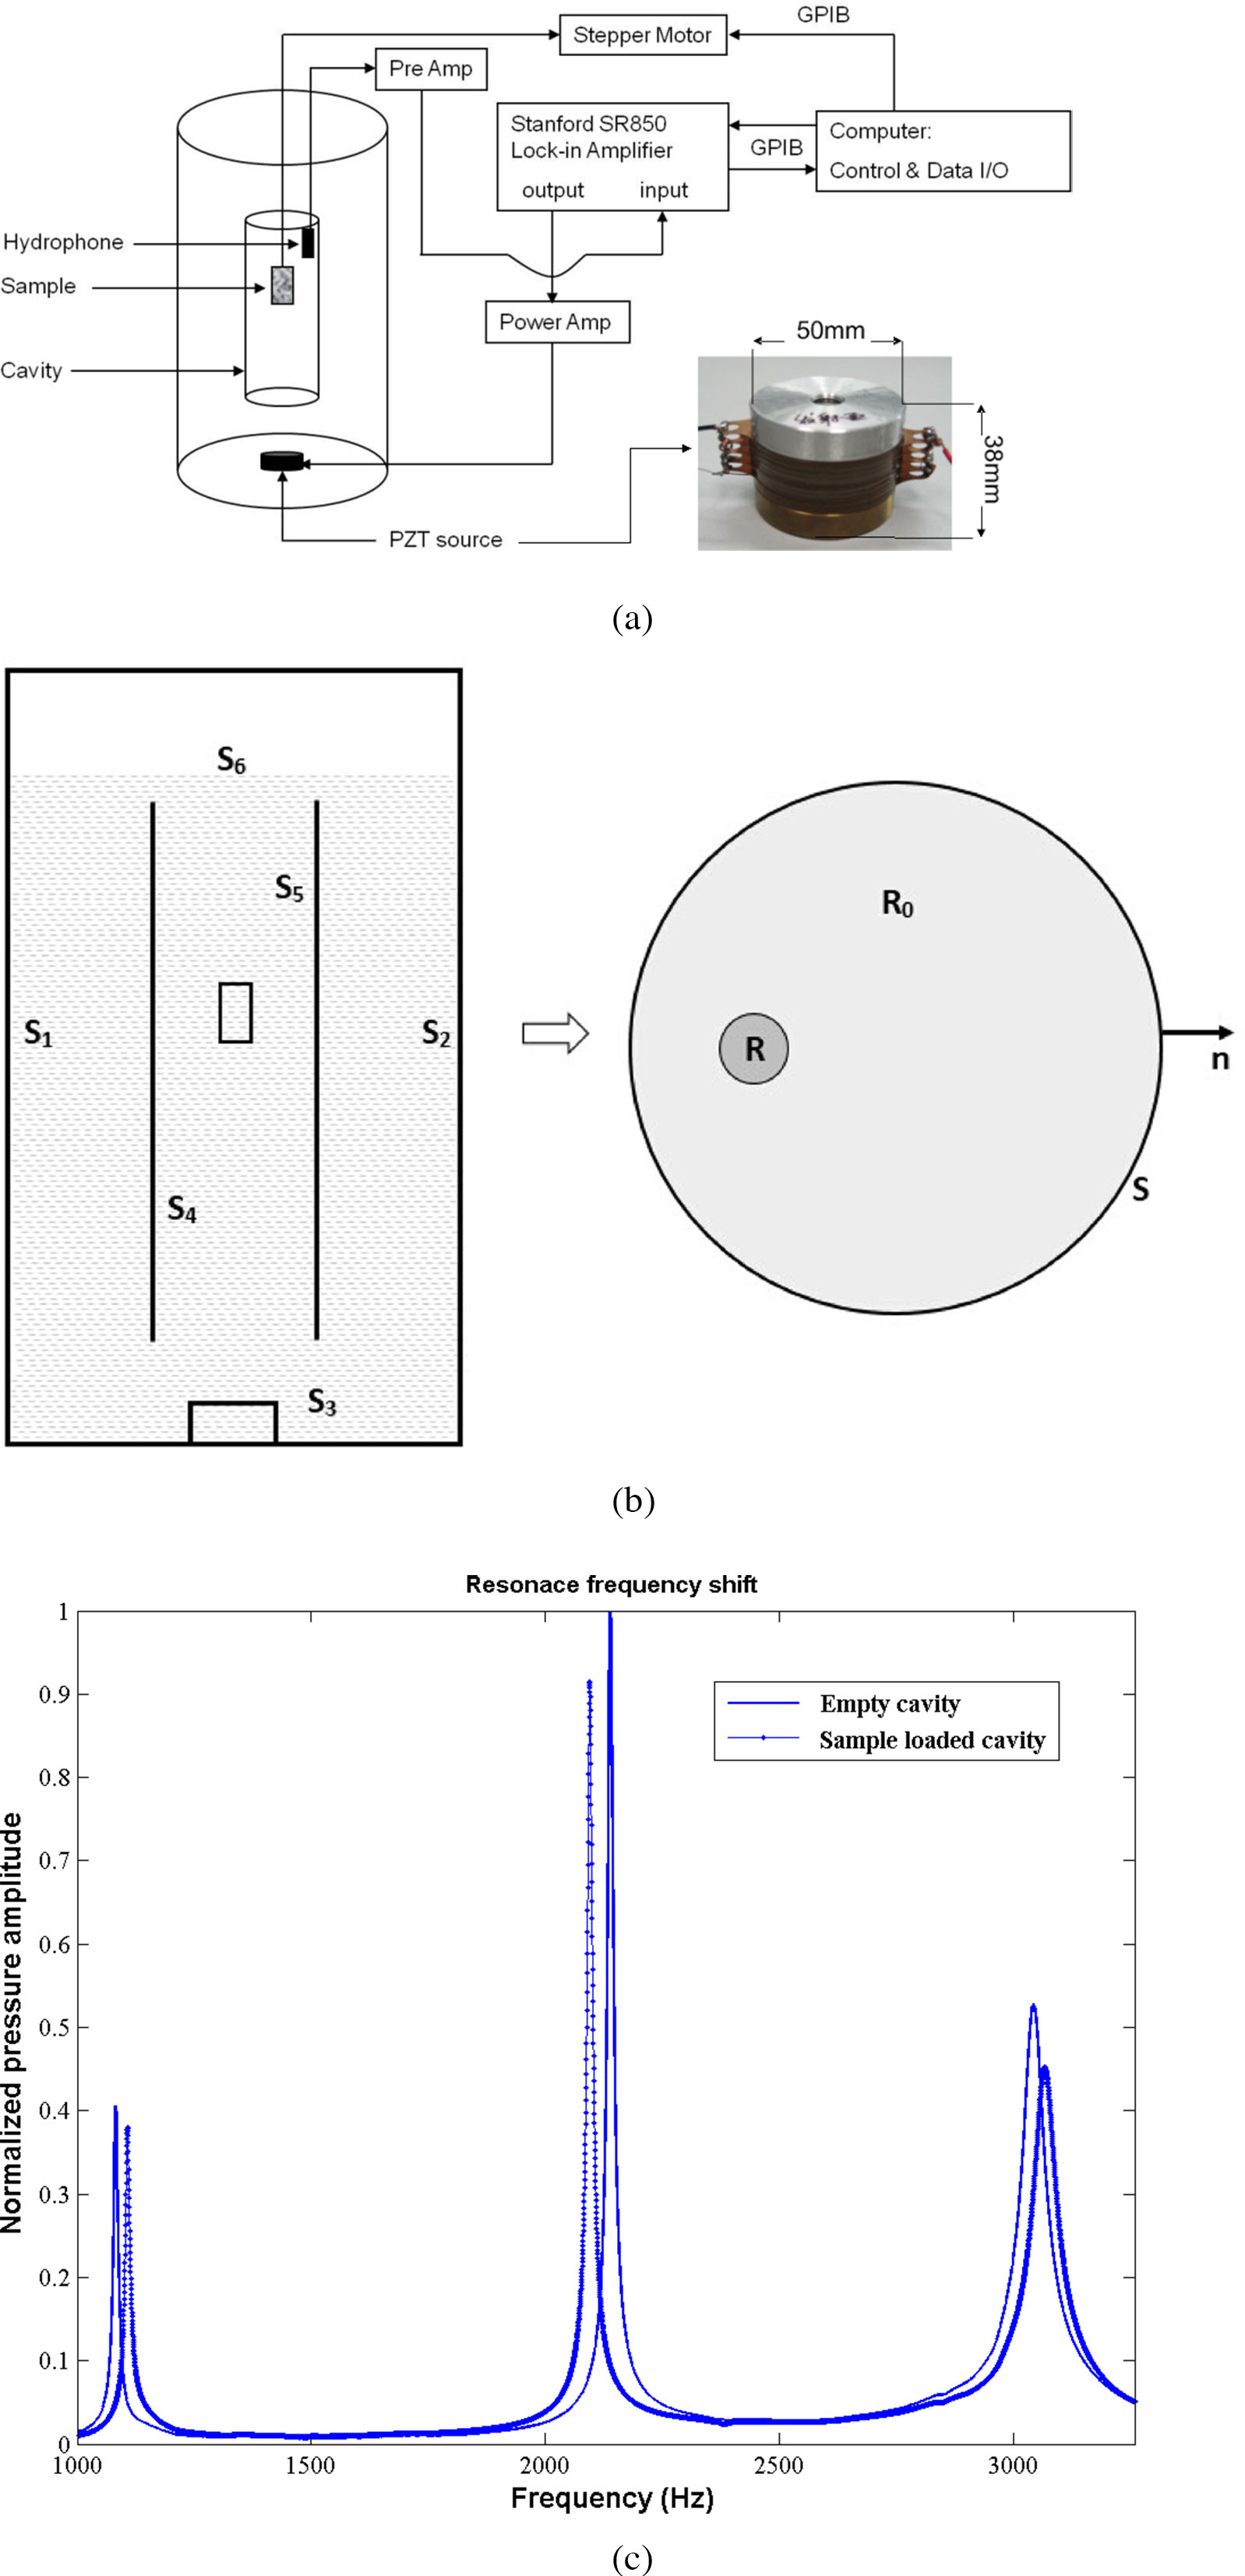 GPIB
Stepper Motor
Pre Amp
Stanford SR850
Lock-in Amplifier
output input
GPIB
Computer:
Control & Data I/O
Hydrophone
Sample
Cavity
Power Amp
50mm
38mm
PZT source
(a)
S6
S5
S1
S2
S4
S3
R0
R
n
S
(b)
Resonace frequency shift
Empty cavity
Sample loaded cavity
Normalized pressure amplitude
1
0.9
0.8
0.7
0.6
0.5
0.4
0.3
0.2
0.1
0
1000 1500 2000 2500 3000
Frequency (Hz)
(c)